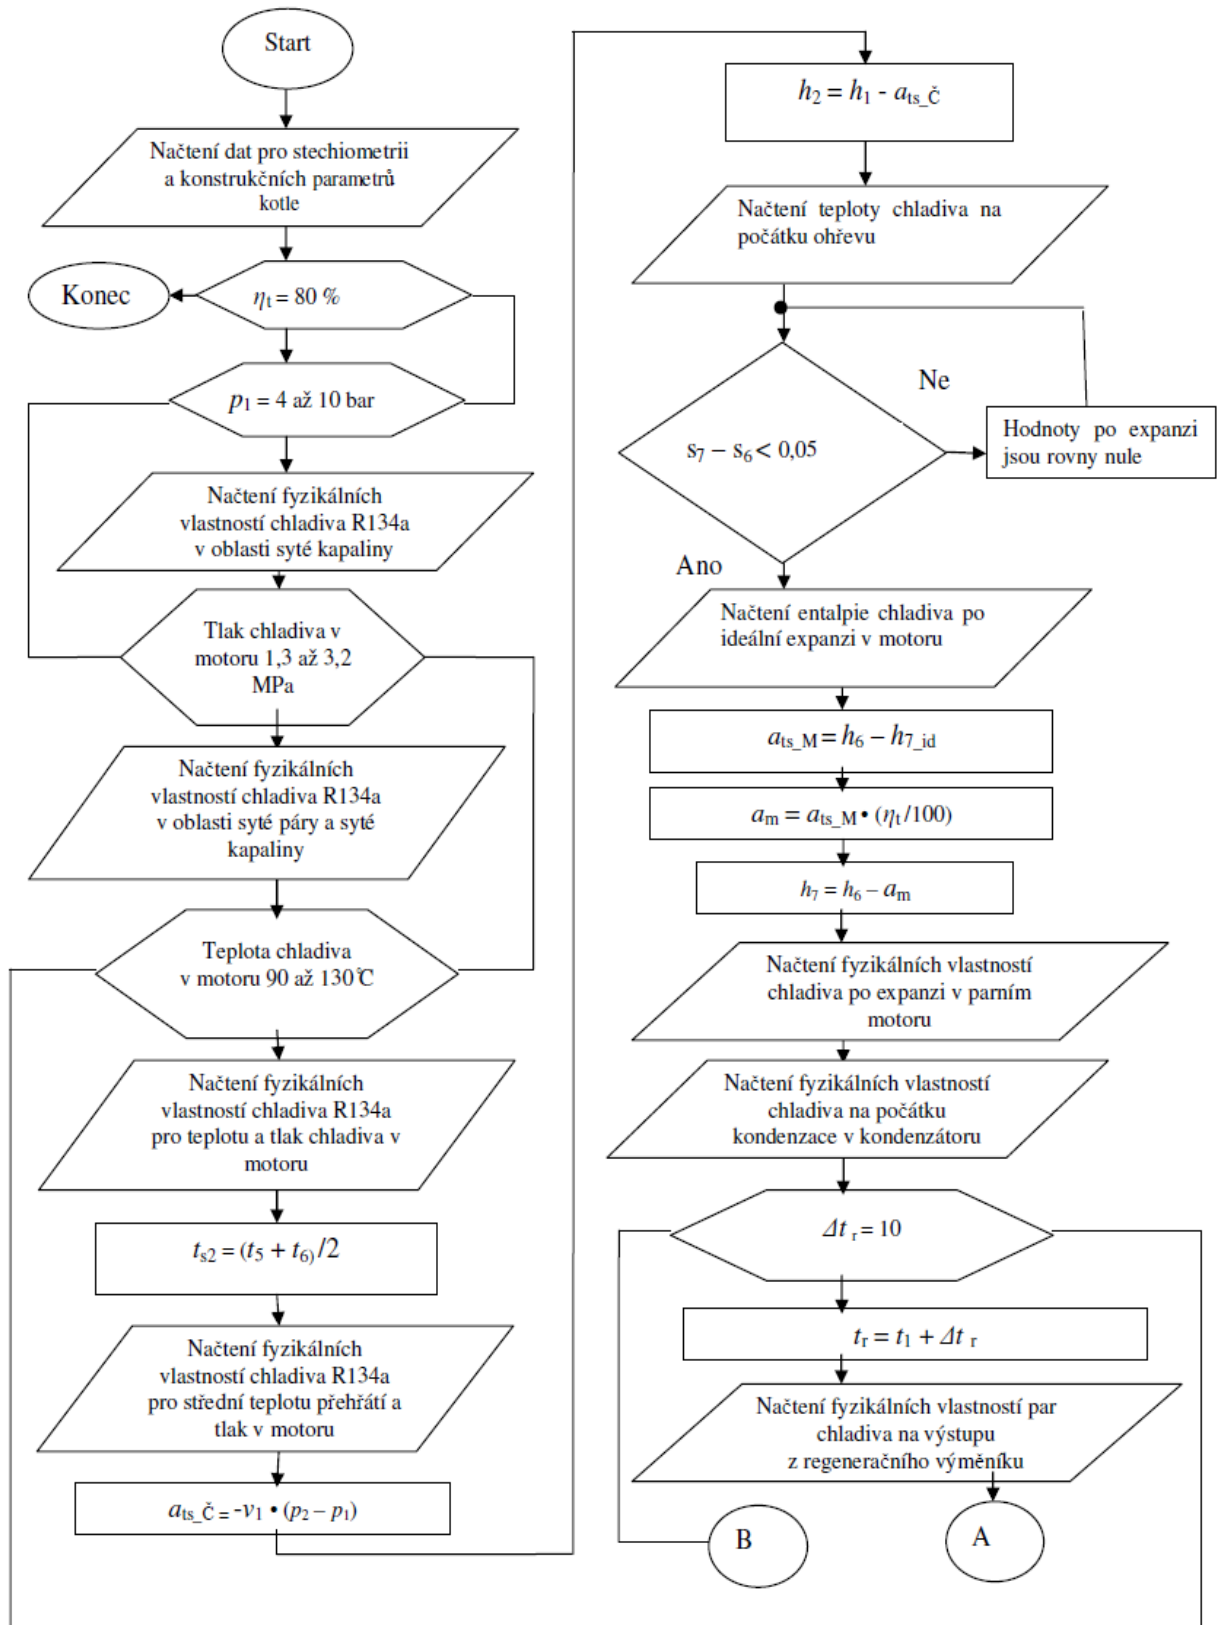 Start
Načtení dat pro stechiometrii
a konstrukčních parametrů
kotle
Konec
ηt = 80 %
p1 = 4 až 10 bar
Načtení fyzikálních
vlastností chladiva R134a
v oblasti syté kapaliny
Tlak chladiva v
motoru 1,3 až 3,2
MPa
Načtení fyzikálních
vlastností chladiva R134a
v oblasti syté páry a syté
kapaliny
Teplota chladiva
v motoru 90 až 130℃
Načtení fyzikálních
vlastností chladiva R134a
pro teplotu a tlak chladiva v
motoru
ts2 = (t5 + t6)/2
Načtení fyzikálních
vlastností chladiva R134a
pro střední teplotu přehřátí a
tlak v motoru
ats_Č = -v1 • (p2 – p1)
h2 = h1 - ats_Č
Načtení teploty chladiva na
počátku ohřevu
s7 – s6 < 0,05
Ne
Hodnoty po expanzi
jsou rovny nule
Ano
Načtení entalpie chladiva po
ideální expanzi v motoru
ats_M = h6 – h7_id
am = ats_M • (ηt /100)
h7 = h6 – am
Načtení fyzikálních vlastností
chladiva po expanzi v parním
motoru
Načtení fyzikálních vlastností
chladiva na počátku
kondenzace v kondenzátoru
Δt r = 10
tr = t1 + Δt r
Načtení fyzikálních vlastností par
chladiva na výstupu
z regeneračního výměníku
B
A